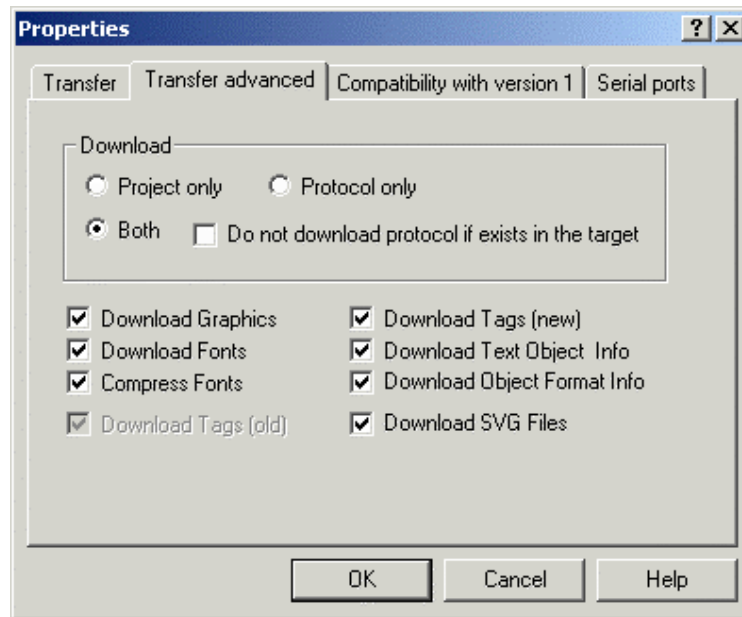 Properties
Transfer Transfer advanced Compatibility with version 1 Serial ports
Download
Project only Protocol only
Both Do not download protocol if exists in the target
Download Graphics Download Tags (new)
Download Fonts Download Text Object Info
Compress Fonts Download Object Format Info
Download Tags (old) Download SVG Files
OK Cancel Help